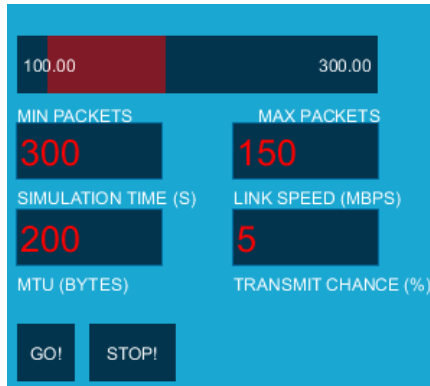 100.00 300.00
MIN PACKETS MAX PACKETS
300 150
SIMULATION TIME (S) LINK SPEED (MBPS)
200 5
MTU (BYTES) TRANSMIT CHANCE (%)
GO! STOP!